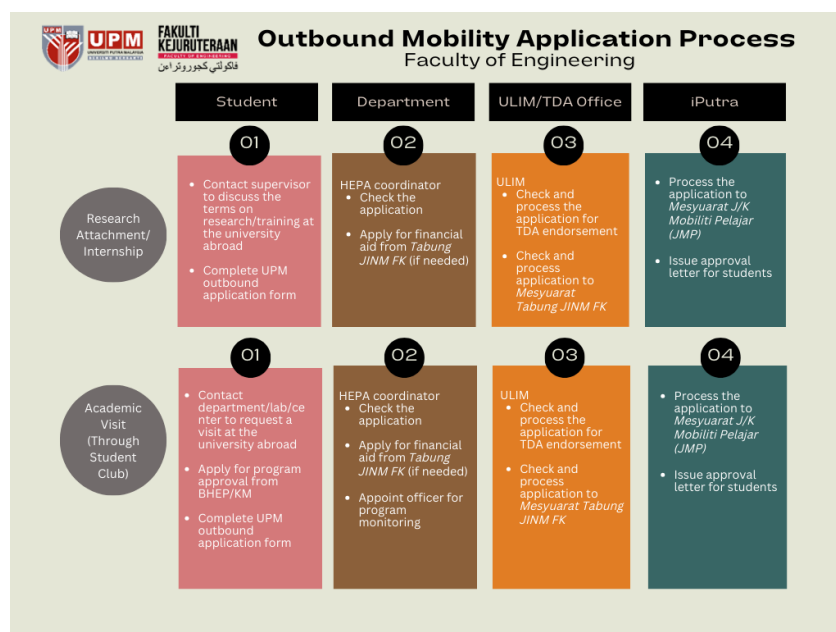 UPM
UPM
UNIVERSITI PUTRA MALAYSIA
BERILMU BERBAKTI
FAKULTI
KEJURUTERAAN
FACULTY OF ENGINEERING
فاكولتي كجوروتراءن
Outbound Mobility Application Process
Faculty of Engineering
Student
Department
ULIM/TDA Office
iPutra
Research
Attachment/
Internship
01
• Contact supervisor
to discuss the
terms on
research/training at
the university
abroad
• Complete UPM
outbound
application form
02
HEPA coordinator
• Check the
application
• Apply for financial
aid from Tabung
JINM FK (if needed)
03
ULIM
• Check and
process the
application for
TDA endorsement
• Check and
process
application to
Mesyuarat
Tabung JINM FK
04
• Process the
application to
Mesyuarat J/K
Mobiliti Pelajar
(JMP)
• Issue approval
letter for students
Academic
Visit
(Through
Student
Club)
01
• Contact
department/lab/ce
nter to request a
visit at the
university abroad
• Apply for program
approval from
BHEP/KM
• Complete UPM
outbound
application form
02
HEPA coordinator
• Check the
application
• Apply for financial
aid from Tabung
JINM FK (if needed)
• Appoint officer for
program
monitoring
03
ULIM
• Check and
process the
application for
TDA endorsement
• Check and
process
application to
Mesyuarat Tabung
JINM FK
04
• Process the
application to
Mesyuarat J/K
Mobiliti Pelajar
(JMP)
• Issue approval
letter for students